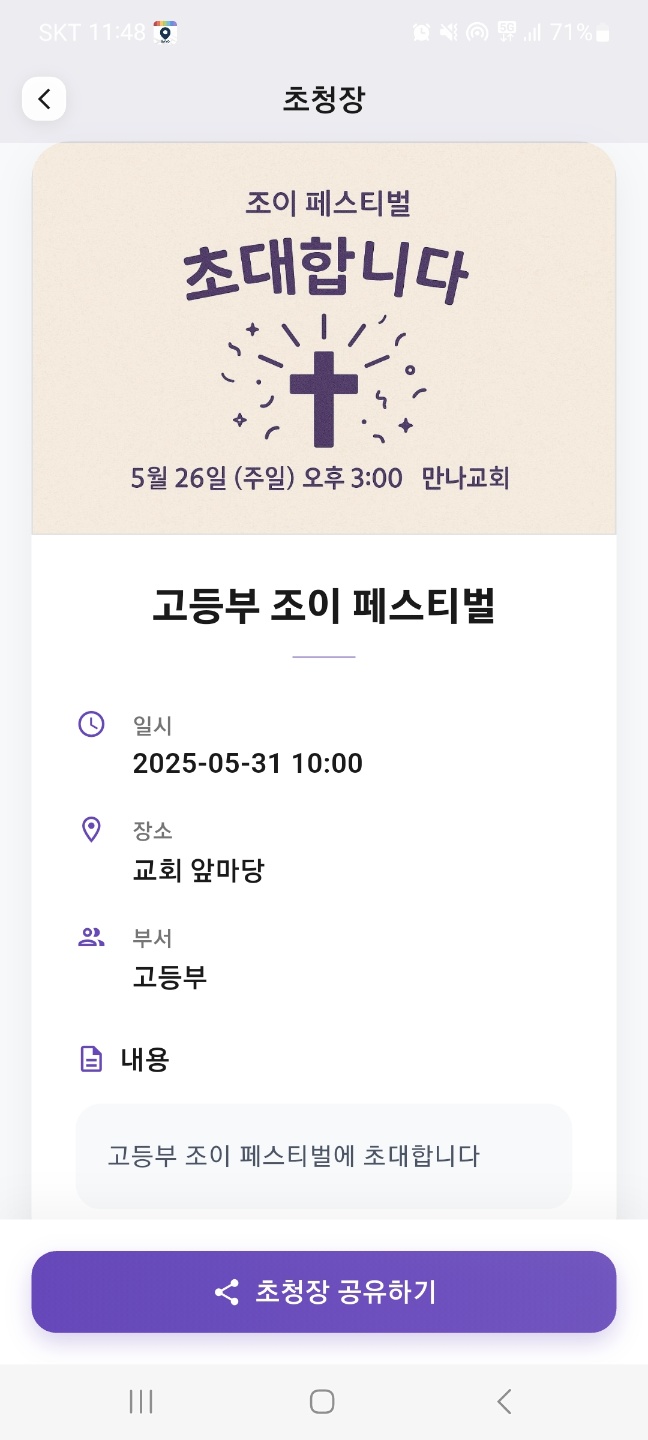 SKT 11:48
5G 71%
초청장
조이 페스티벌
초대합니다
5월 26일 (주일) 오후 3:00 만나교회
고등부 조이 페스티벌
일시
2025-05-31 10:00
장소
교회 앞마당
부서
고등부
내용
고등부 조이 페스티벌에 초대합니다
초청장 공유하기